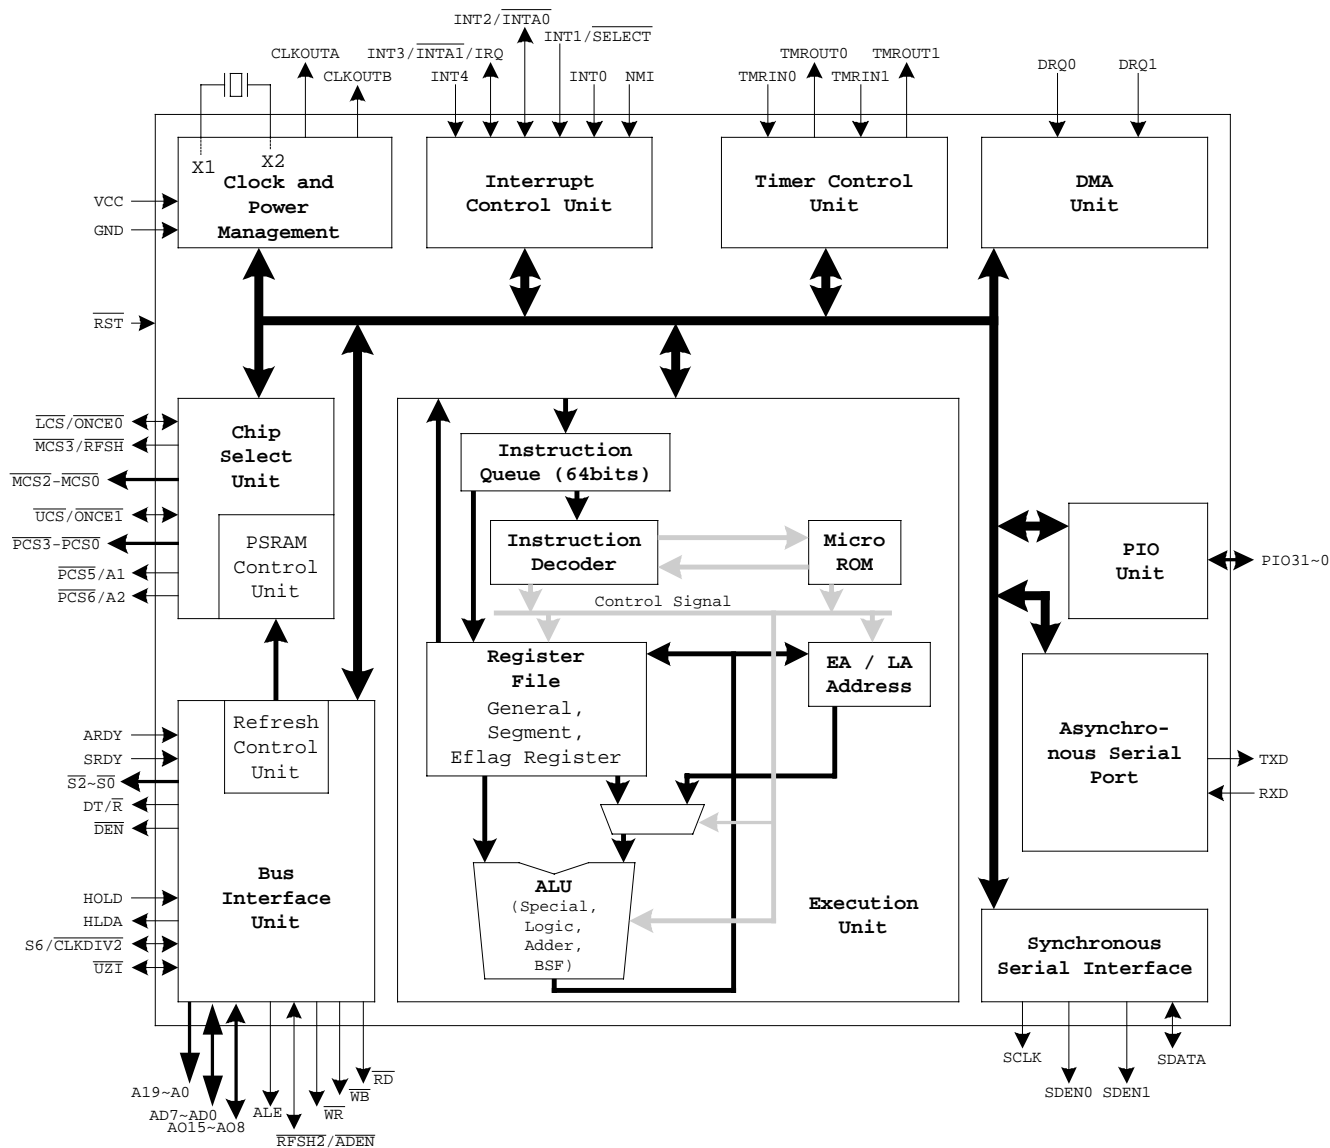 INT2/INTA0
INT1/SELECT
INT3/INTA1/IRQ
CLKOUTA
CLKOUTB
INT4
INT0
NMI
TMROUT0
TMROUT1
TMRIN0
TMRIN1
DRQ0
DRQ1
X1
X2
Clock and
Power
Management
Interrupt
Control Unit
Timer Control
Unit
DMA
Unit
VCC
GND
RST
LCS/ONCE0
MCS3/RFSH
MCS2-MCS0
UCS/ONCE1
PCS3-PCS0
PCS5/A1
PCS6/A2
Chip
Select
Unit
PSRAM
Control
Unit
Instruction
Queue (64bits)
Instruction
Decoder
Micro
ROM
Control Signal
Register
File
General,
Segment,
Eflag Register
EA / LA
Address
ALU
(Special,
Logic,
Adder,
BSF)
Execution
Unit
PIO
Unit
PIO31~0
Asynchro-
nous Serial
Port
TXD
RXD
Synchronous
Serial Interface
SCLK
SDEN0
SDEN1
SDATA
Refresh
Control
Unit
Bus
Interface
Unit
ARDY
SRDY
S2~S0
DT/R
DEN
HOLD
HLDA
S6/CLKDIV2
UZI
A19~A0
AD7~AD0
AO15~AO8
ALE
RFSH2/ADEN
WR
WB
RD